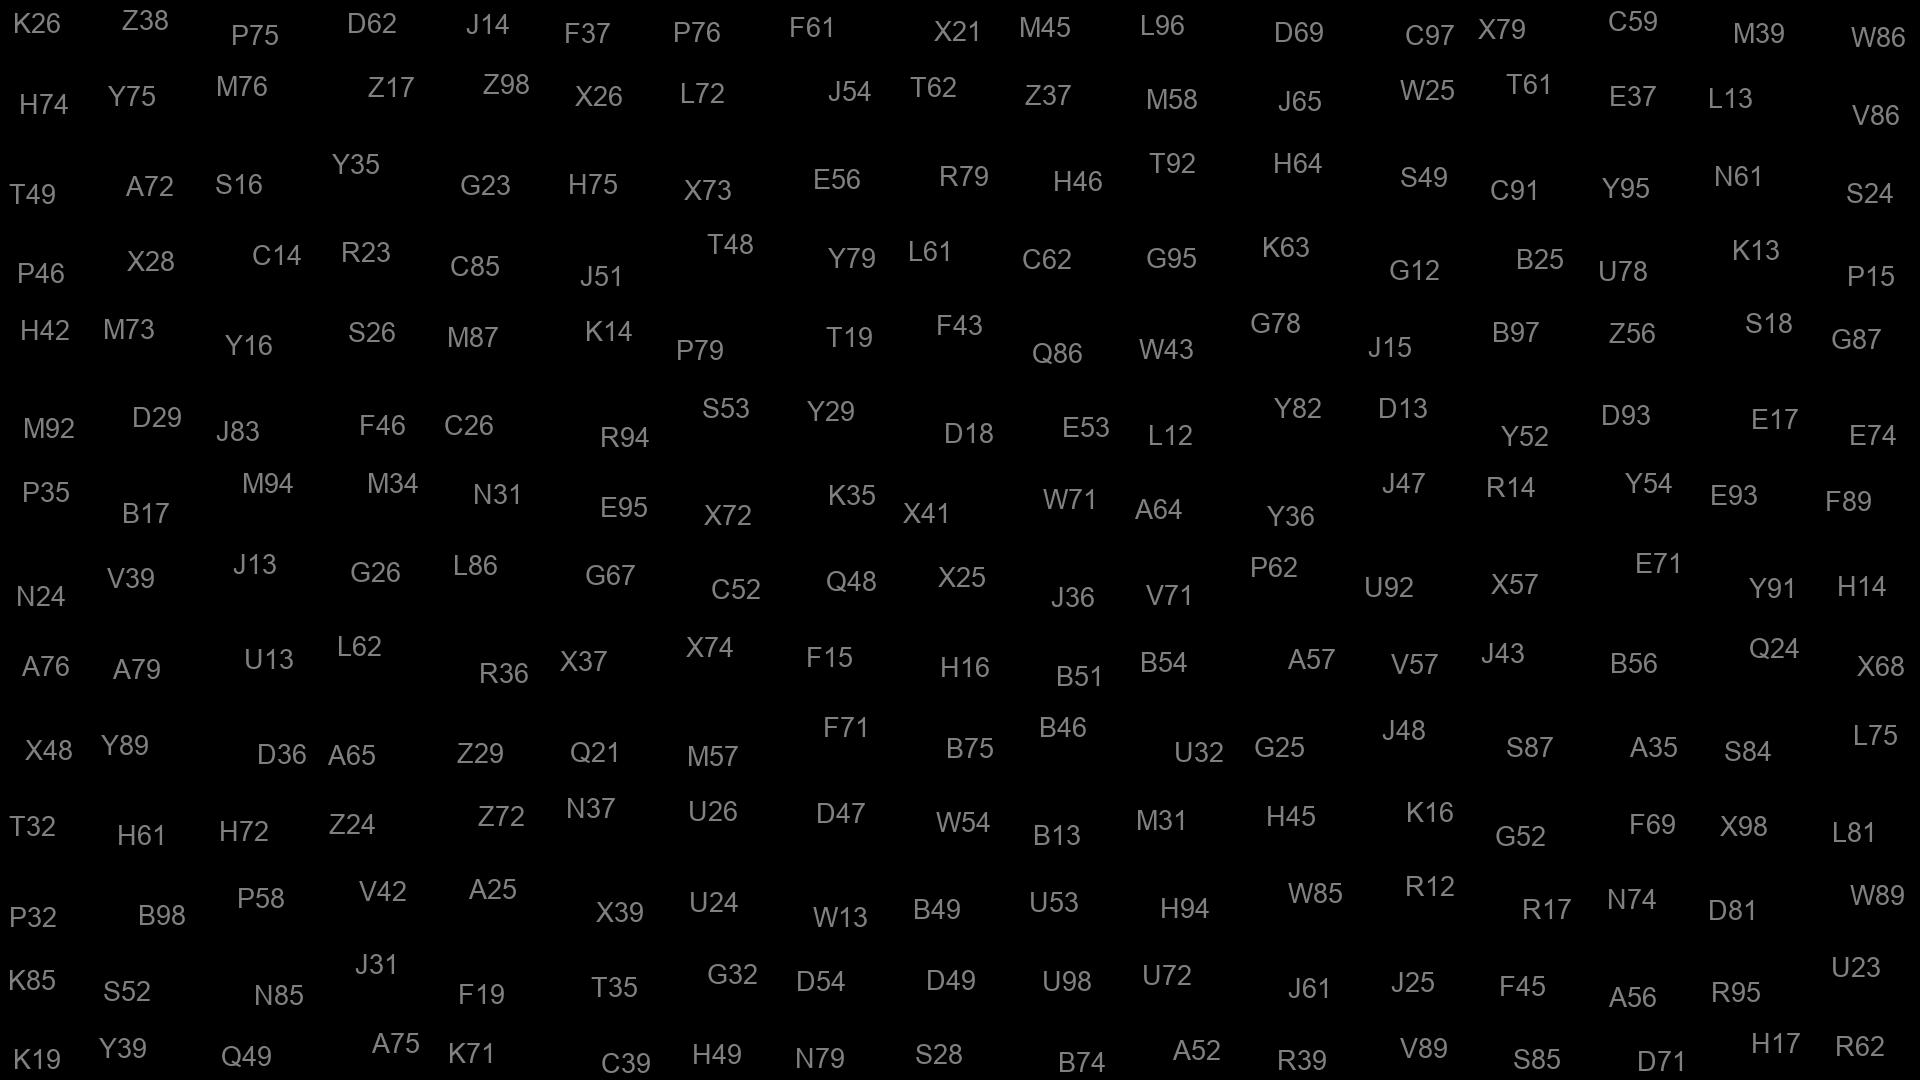 K26 Z38 P75 D62 J14 F37 P76 F61 X21 M45 L96 D69 C97 X79 C59 M39 W86
H74 Y75 M76 Z17 Z98 X26 L72 J54 T62 Z37 M58 J65 W25 T61 E37 L13 V86
T49 A72 S16 Y35 G23 H75 X73 E56 R79 H46 T92 H64 S49 C91 Y95 N61 S24
P46 X28 C14 R23 C85 J51 T48 Y79 L61 C62 G95 K63 G12 B25 U78 K13 P15
H42 M73 Y16 S26 M87 K14 P79 T19 F43 Q86 W43 G78 J15 B97 Z56 S18 G87
M92 D29 J83 F46 C26 R94 S53 Y29 D18 E53 L12 Y82 D13 Y52 D93 E17 E74
P35 B17 M94 M34 N31 E95 X72 K35 X41 W71 A64 Y36 J47 R14 Y54 E93 F89
N24 V39 J13 G26 L86 G67 C52 Q48 X25 J36 V71 P62 U92 X57 E71 Y91 H14
A76 A79 U13 L62 R36 X37 X74 F15 H16 B51 B54 A57 V57 J43 B56 Q24 X68
X48 Y89 D36 A65 Z29 Q21 M57 F71 B75 B46 U32 G25 J48 S87 A35 S84 L75
T32 H61 H72 Z24 Z72 N37 U26 D47 W54 B13 M31 H45 K16 G52 F69 X98 L81
P32 B98 P58 V42 A25 X39 U24 W13 B49 U53 H94 W85 R12 R17 N74 D81 W89
K85 S52 N85 J31 F19 T35 G32 D54 D49 U98 U72 J61 J25 F45 A56 R95 U23
K19 Y39 Q49 A75 K71 C39 H49 N79 S28 B74 A52 R39 V89 S85 D71 H17 R62